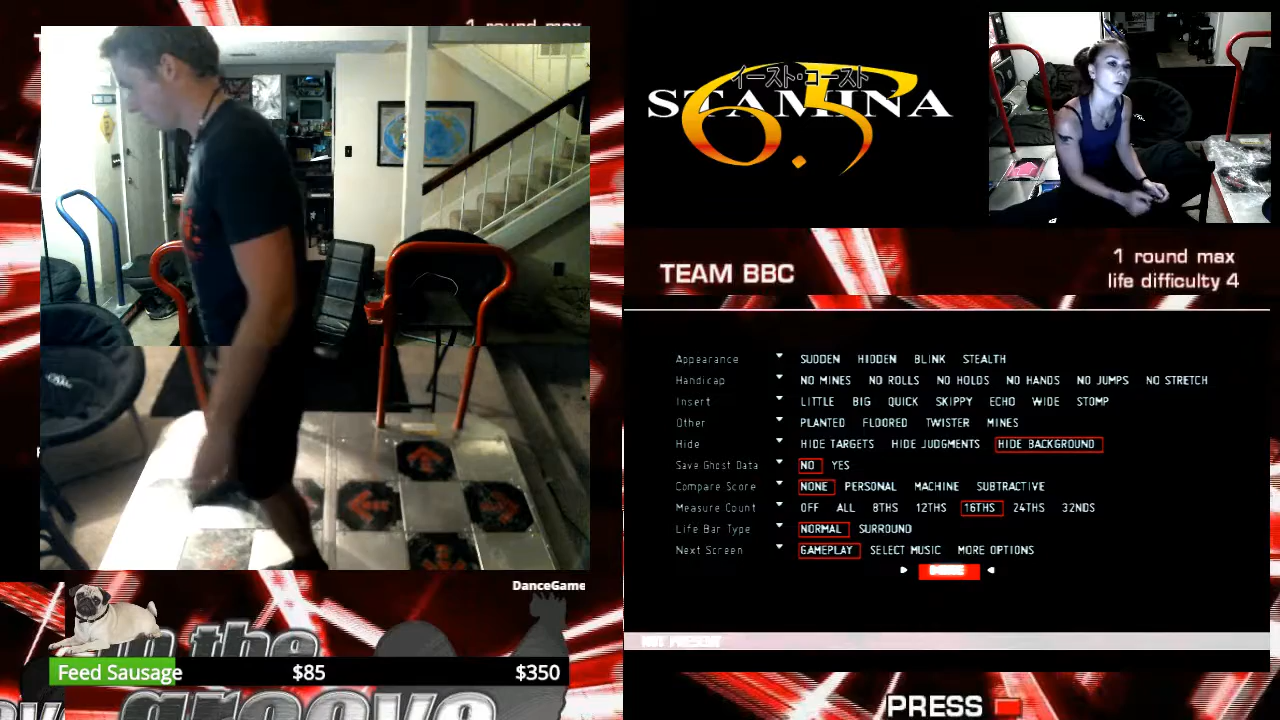 1 round max
イースト・コースト
STAMINA
6.5
TEAM BBC
1 round max
life difficulty 4
Appearance SUDDEN HIDDEN BLINK STEALTH
Handicap NO MINES NO ROLLS NO HOLDS NO HANDS NO JUMPS NO STRETCH
Insert LITTLE BIG QUICK SKIPPY ECHO WIDE STOMP
Other PLANTED FLOORED TWISTER MINES
Hide HIDE TARGETS HIDE JUDGMENTS HIDE BACKGROUND
Save Ghost Data NO YES
Compare Score NONE PERSONAL MACHINE SUBTRACTIVE
Measure Count OFF ALL 8THS 12THS 16THS 24THS 32NDS
Life Bar Type NORMAL SURROUND
Next Screen GAMEPLAY SELECT MUSIC MORE OPTIONS
NOT PRESENT
PRESS
DanceGame
in the
groove
Feed Sausage $85 $350